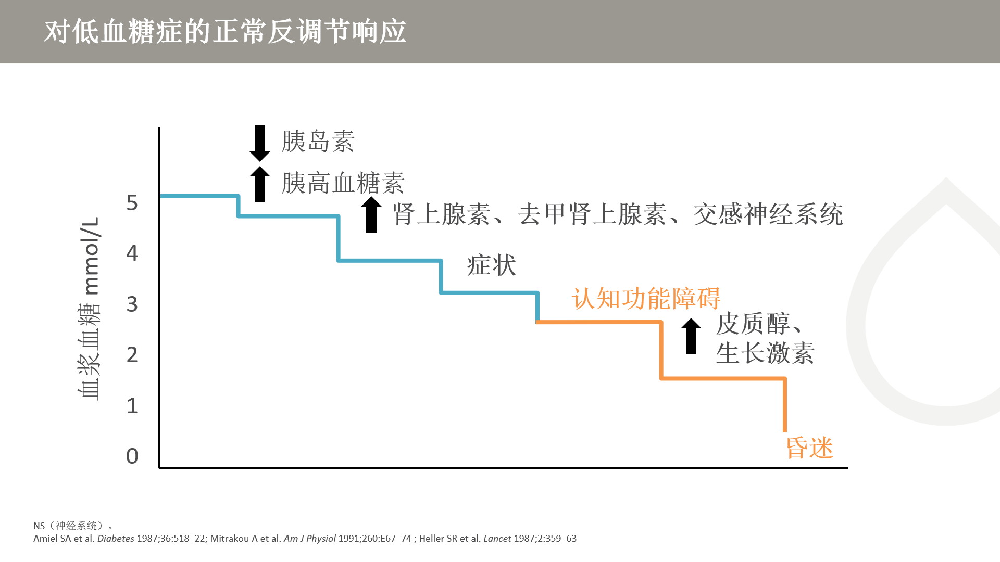 对低血糖症的正常反调节响应
胰岛素
胰高血糖素
肾上腺素、去甲肾上腺素、交感神经系统
症状
认知功能障碍
皮质醇、
生长激素
昏迷
血浆血糖 mmol/L
5
4
3
2
1
0
NS（神经系统）。
Amiel SA et al. Diabetes 1987;36:518–22; Mitrakou A et al. Am J Physiol 1991;260:E67–74 ; Heller SR et al. Lancet 1987;2:359–63